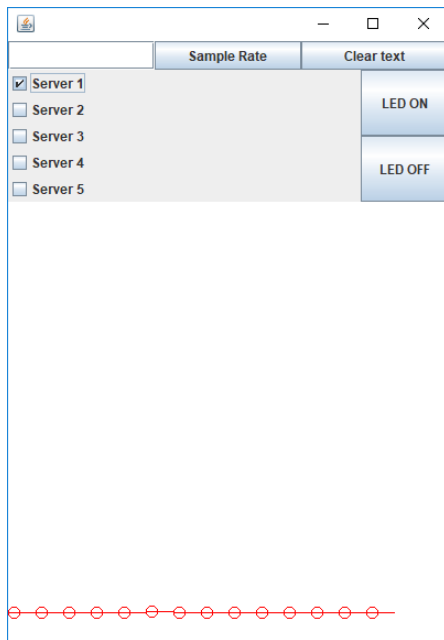 Sample Rate Clear text
Server 1
LED ON
Server 2
Server 3
Server 4
LED OFF
Server 5